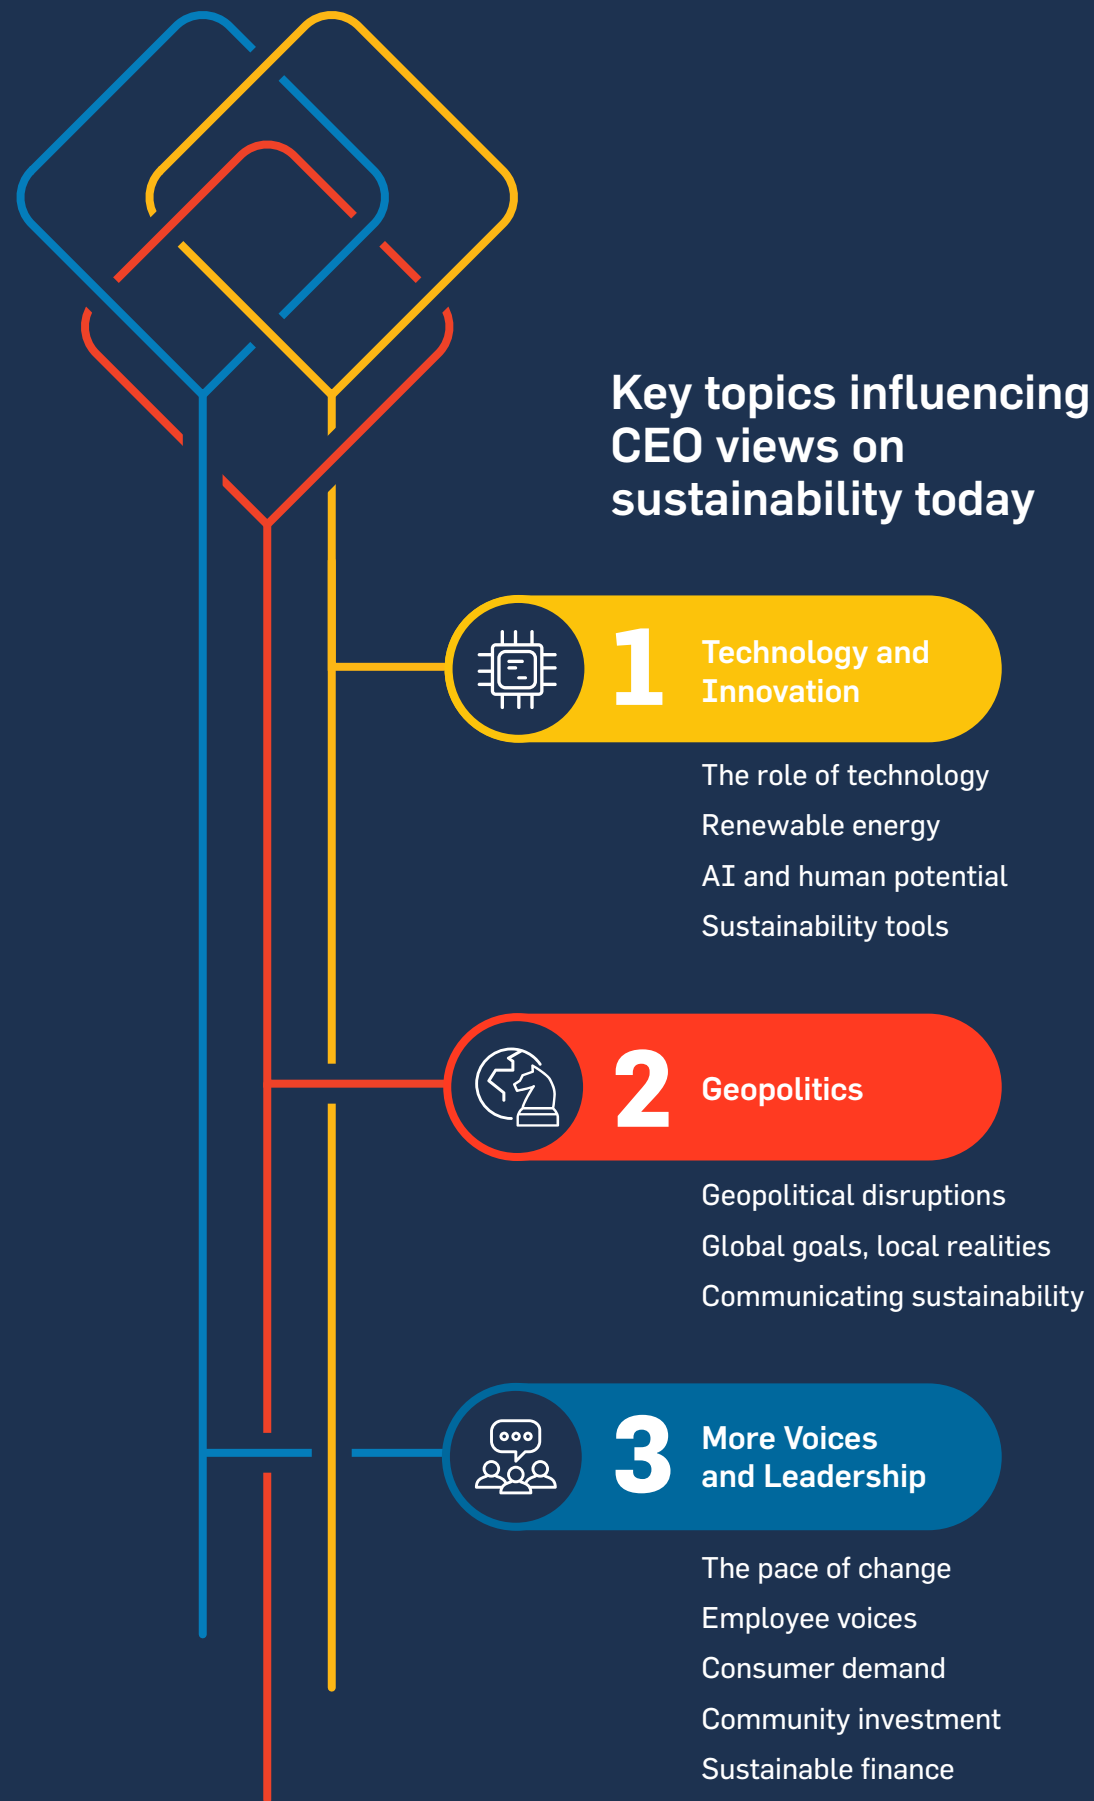 Key topics influencing
CEO views on
sustainability today
1
Technology and
Innovation
The role of technology
Renewable energy
AI and human potential
Sustainability tools
2
Geopolitics
Geopolitical disruptions
Global goals, local realities
Communicating sustainability
3
More Voices
and Leadership
The pace of change
Employee voices
Consumer demand
Community investment
Sustainable finance